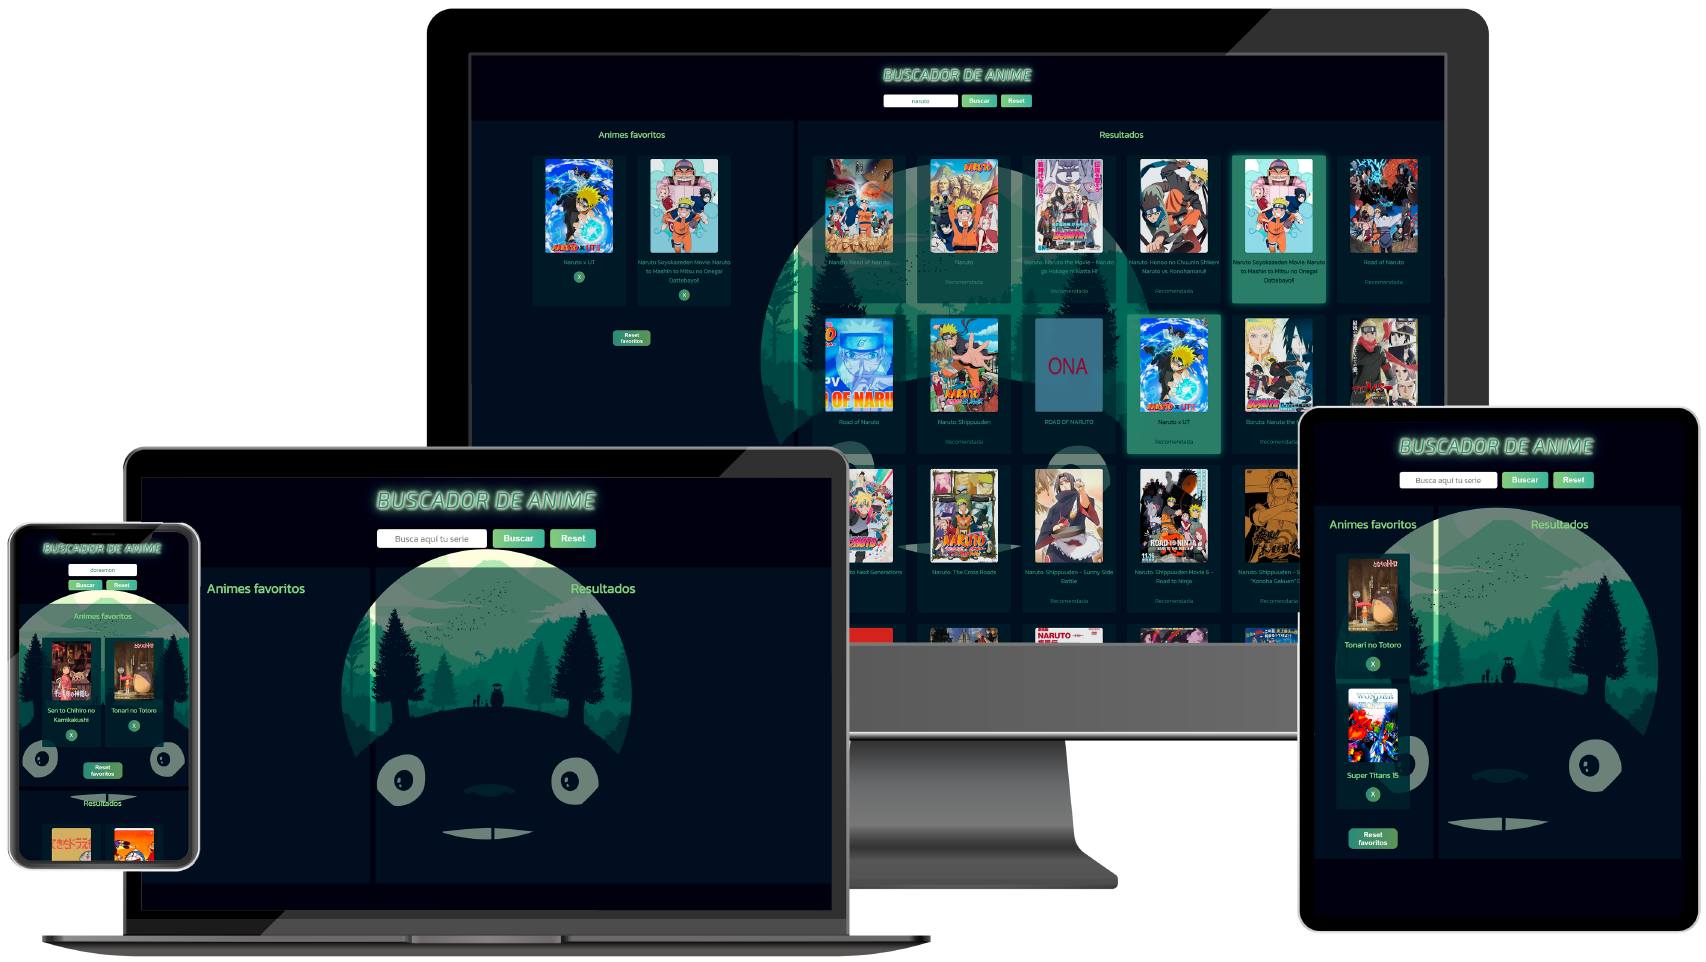 BUSCADOR DE ANIME
naruto
Buscar
Reset
Animes favoritos
Resultados
Naruto x UT
X
Naruto Soyokazeden Movie: Naruto
to Mashin to Mitsu no Onegai
Dattebayo!!
X
Reset
favoritos
Naruto: Road of Naruto
Naruto
Recomendada
Boruto: Naruto the Movie - Naruto
ga Hokage ni Natta Hi
Naruto: Honoo no Chuunin Shiken!
Naruto vs. Konohamaru!!
Recomendada
Naruto Soyokazeden Movie: Naruto
to Mashin to Mitsu no Onegai
Dattebayo!!
Road of Naruto
Recomendada
PV
OF NARU
Road of Naruto
Naruto: Shippuuden
Recomendada
ONA
ROAD OF NARUTO
Naruto x UT
Recomendada
Boruto: Naruto the
Recomendada
to Next Generations
Naruto: The Cross Roads
Naruto: Shippuuden - Sunny Side
Battle
Recomendada
ROAD TO NINJA
Naruto: Shippuuden Movie 6 -
Road to Ninja
Recomendada
Naruto: Shippuuden - S
"Konoha Gakuen"
Recomendada
NARUTO
BUSCADOR DE ANIME
Busca aquí tu serie
Buscar
Reset
Animes favoritos
Resultados
BUSCADOR DE ANIME
doraemon
Buscar
Reset
Animes favoritos
Sen to Chihiro no
Kamikakushi
X
Tonari no Totoro
X
Reset
favoritos
Resultados
BUSCADOR DE ANIME
Busca aquí tu serie
Buscar
Reset
Animes favoritos
Resultados
Tonari no Totoro
X
WONDER
Super Titans 15
X
Reset
favoritos